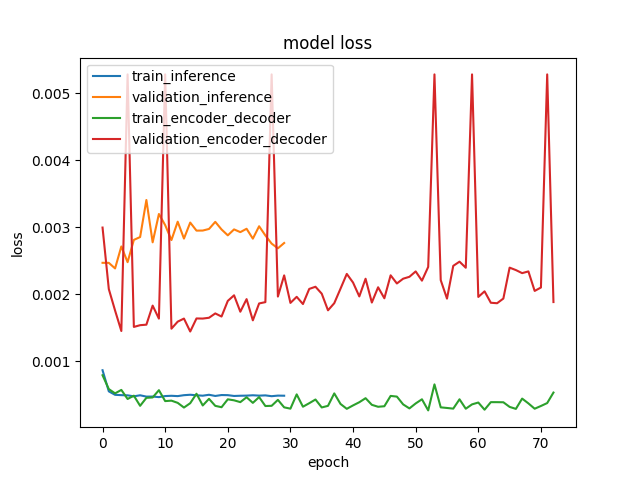 model loss
train_inference
validation_inference
train_encoder_decoder
validation_encoder_decoder
0.005
0.004
0.003
0.002
0.001
loss
0 10 20 30 40 50 60 70
epoch